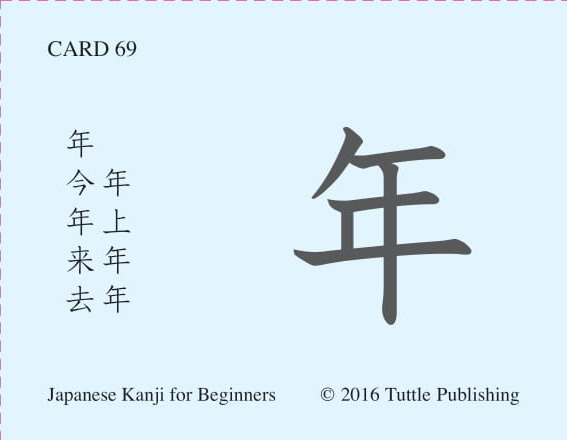 CARD 69
年
今年
年上
来年
去年
年
Japanese Kanji for Beginners © 2016 Tuttle Publishing